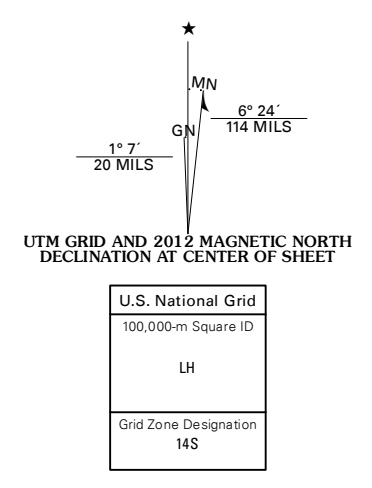 ★
MN
6° 24´
114 MILS
GN
1° 7´
20 MILS
UTM GRID AND 2012 MAGNETIC NORTH
DECLINATION AT CENTER OF SHEET
U.S. National Grid
100,000-m Square ID
LH
Grid Zone Designation
14S